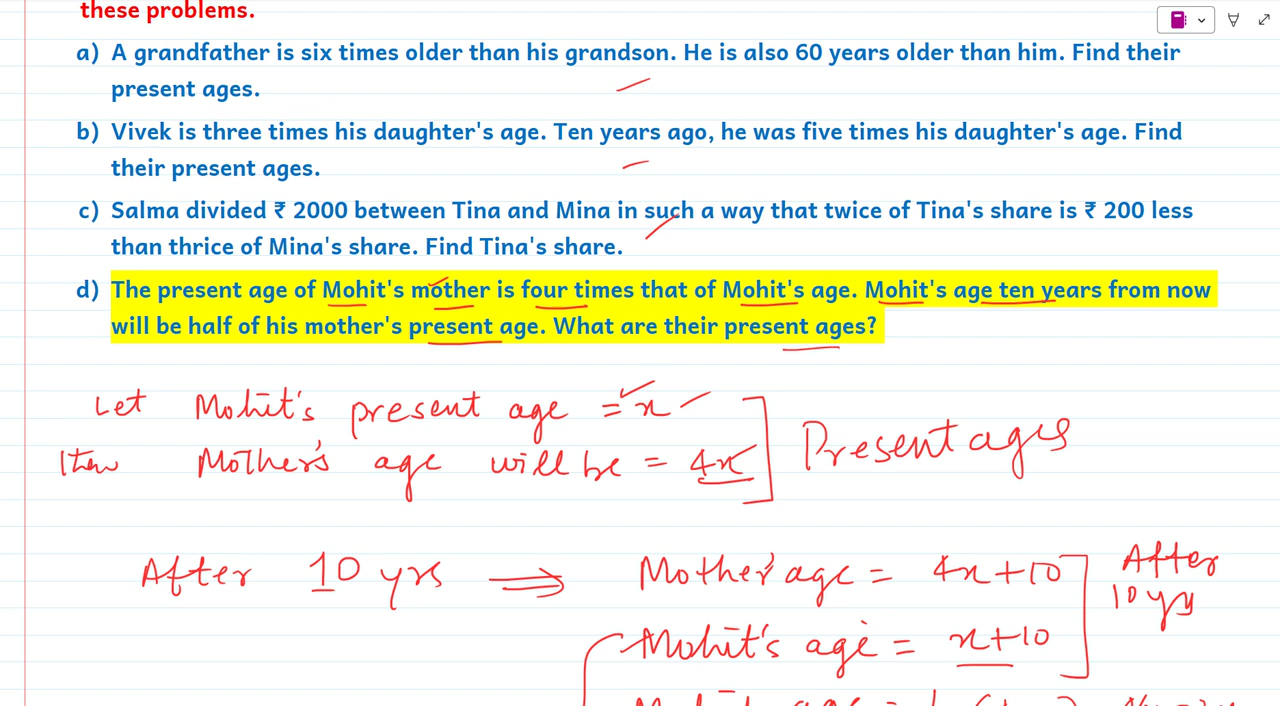 these problems.
a) A grandfather is six times older than his grandson. He is also 60 years older than him. Find their
present ages.
b) Vivek is three times his daughter's age. Ten years ago, he was five times his daughter's age. Find
their present ages.
c) Salma divided ₹ 2000 between Tina and Mina in such a way that twice of Tina's share is ₹ 200 less
than thrice of Mina's share. Find Tina's share.
d) The present age of Mohit's mother is four times that of Mohit's age. Mohit's age ten years from now
will be half of his mother's present age. What are their present ages?
Let Mohit's present age = x
then Mother's age will be = 4x
Present ages
After 10 yrs ⟹ Mother' age = 4x+10
After
10 yrs
Mohit's age = x+10